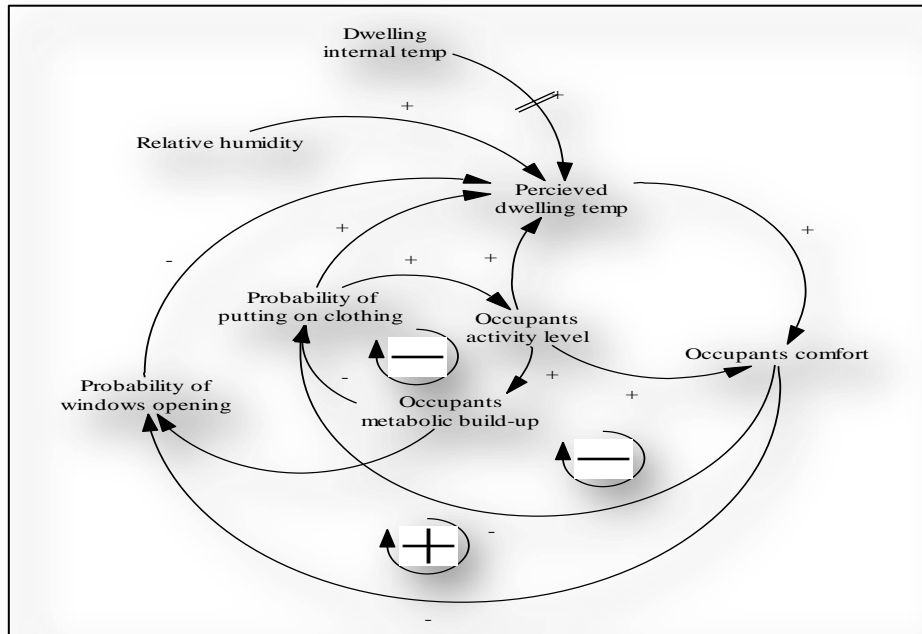 Dwelling
internal temp
+
+
Relative humidity
Percieved
dwelling temp
+
+
-
+
+
Probability of
putting on clothing
Occupants
activity level
Occupants comfort
Probability of
windows opening
-
+
+
Occupants
metabolic build-up
-
-